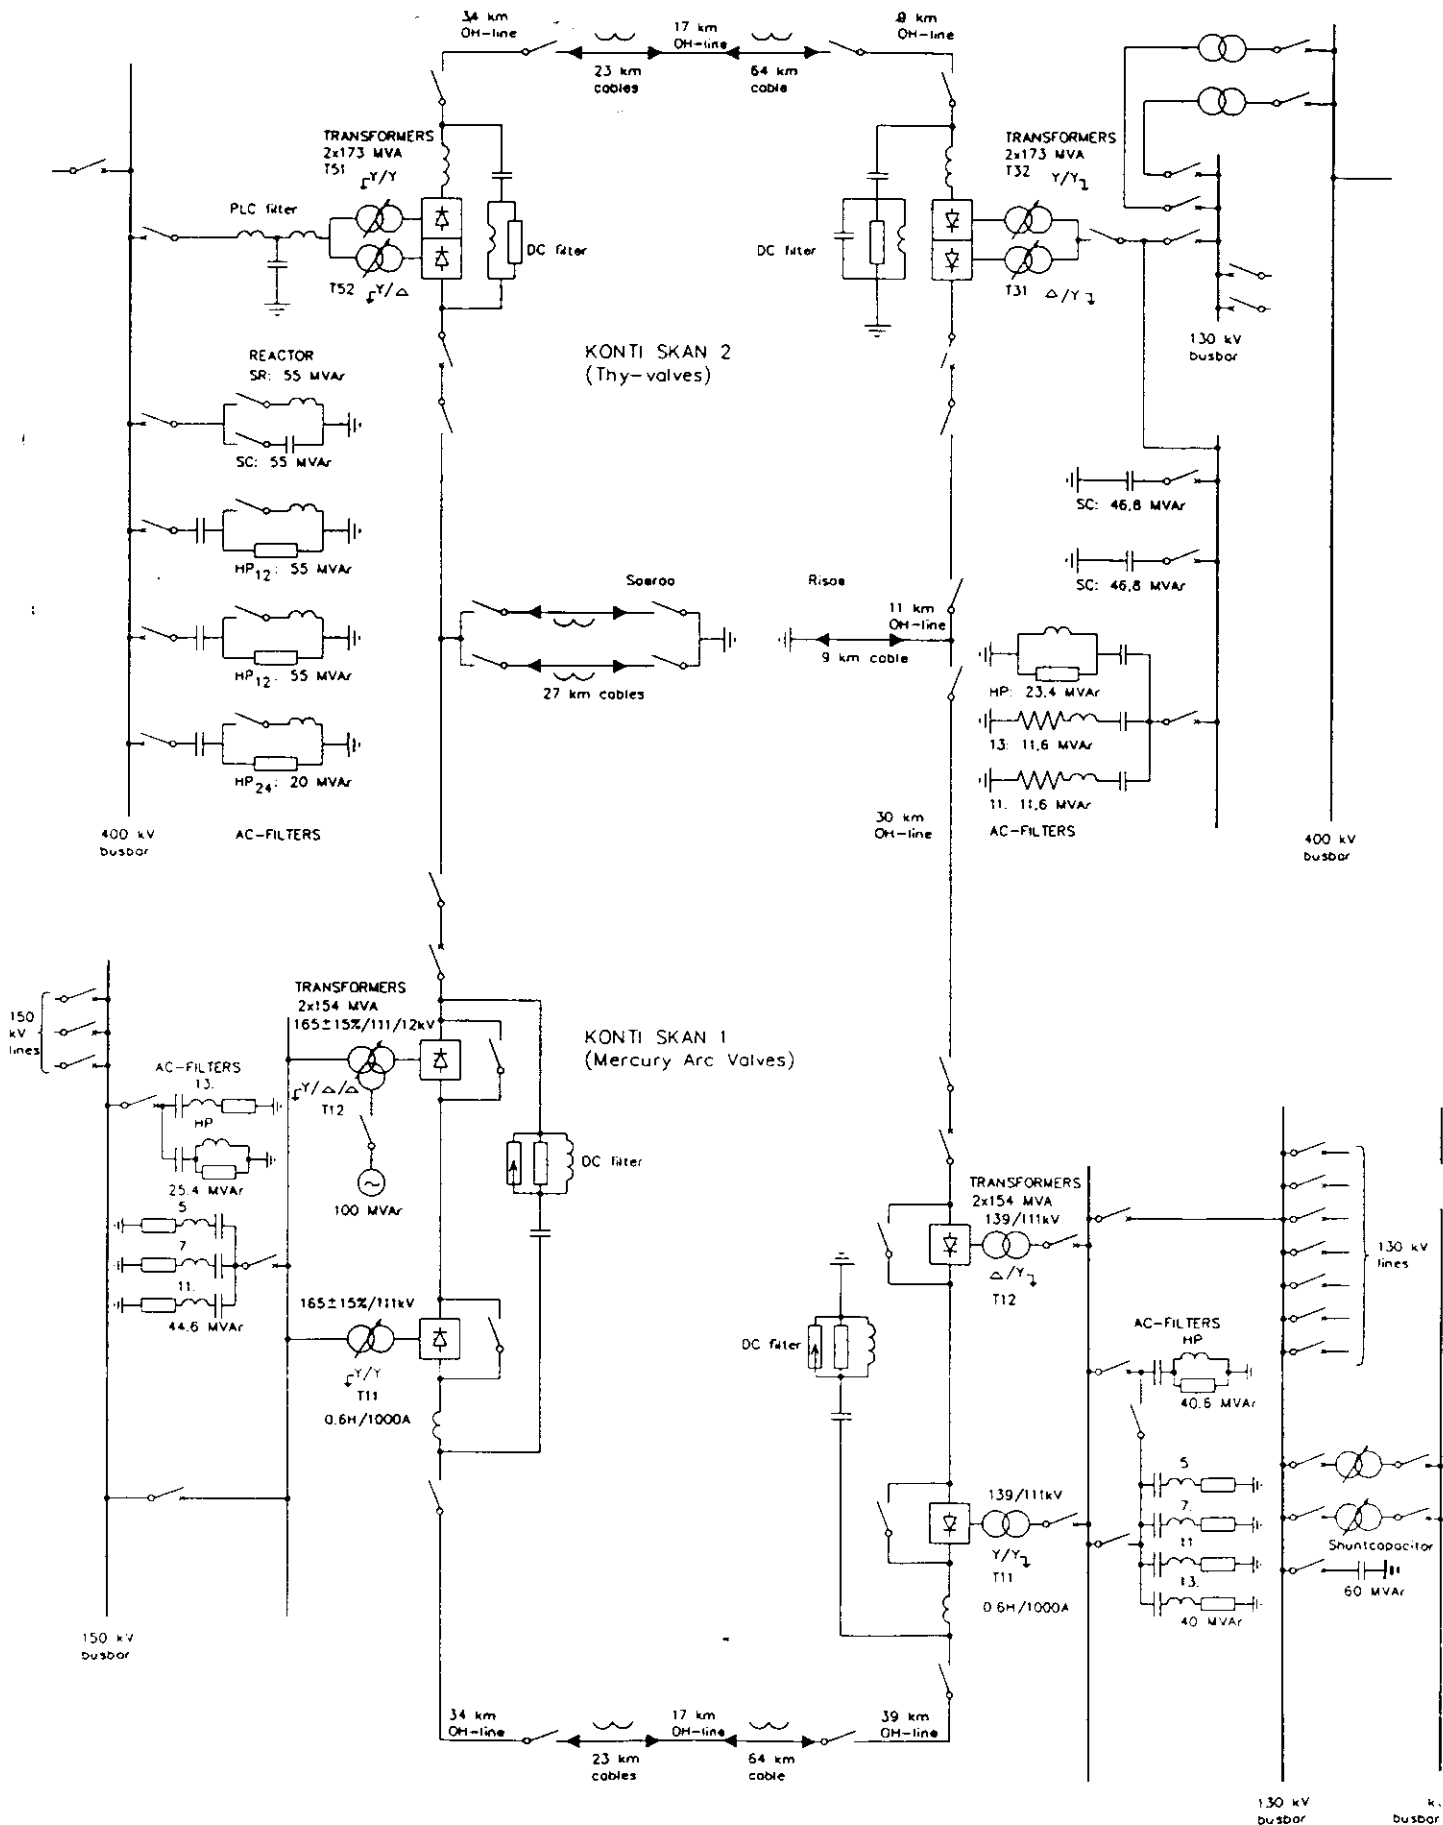 34 km
OH-line
17 km
OH-line
9 km
OH-line
23 km
cables
64 km
cable
TRANSFORMERS
2x173 MVA
T51
Y/Y
PLC filter
DC filter
T52
Y/△
TRANSFORMERS
2x173 MVA
T32
Y/Y
DC filter
T31
△/Y
130 kV
busbar
KONTI SKAN 2
(Thy-valves)
REACTOR
SR: 55 MVAr
SC: 55 MVAr
HP12: 55 MVAr
HP12: 55 MVAr
HP24: 20 MVAr
AC-FILTERS
400 kV
busbar
Soeroo
27 km cables
Risoe
9 km cable
11 km
OH-line
SC: 46,8 MVAr
SC: 46,8 MVAr
HP: 23,4 MVAr
13: 11,6 MVAr
11. 11,6 MVAr
AC-FILTERS
30 km
OH-line
400 kV
busbar
150
kV
lines
TRANSFORMERS
2x154 MVA
165±15%/111/12kV
Y/△/△
T12
100 MVAr
KONTI SKAN 1
(Mercury Arc Valves)
AC-FILTERS
13.
HP
25.4 MVAr
5
7
11.
44.6 MVAr
DC filter
165±15%/111kV
Y/Y
T11
0.6H/1000A
150 kV
busbar
TRANSFORMERS
2x154 MVA
139/111kV
△/Y
T12
130 kV
lines
DC filter
AC-FILTERS
HP
40.6 MVAr
139/111kV
Y/Y
T11
0.6H/1000A
5
7.
11
13.
40 MVAr
Shuntcapacitor
60 MVAr
34 km
OH-line
17 km
OH-line
39 km
OH-line
23 km
cables
64 km
cable
130 kV
busbar
busbar